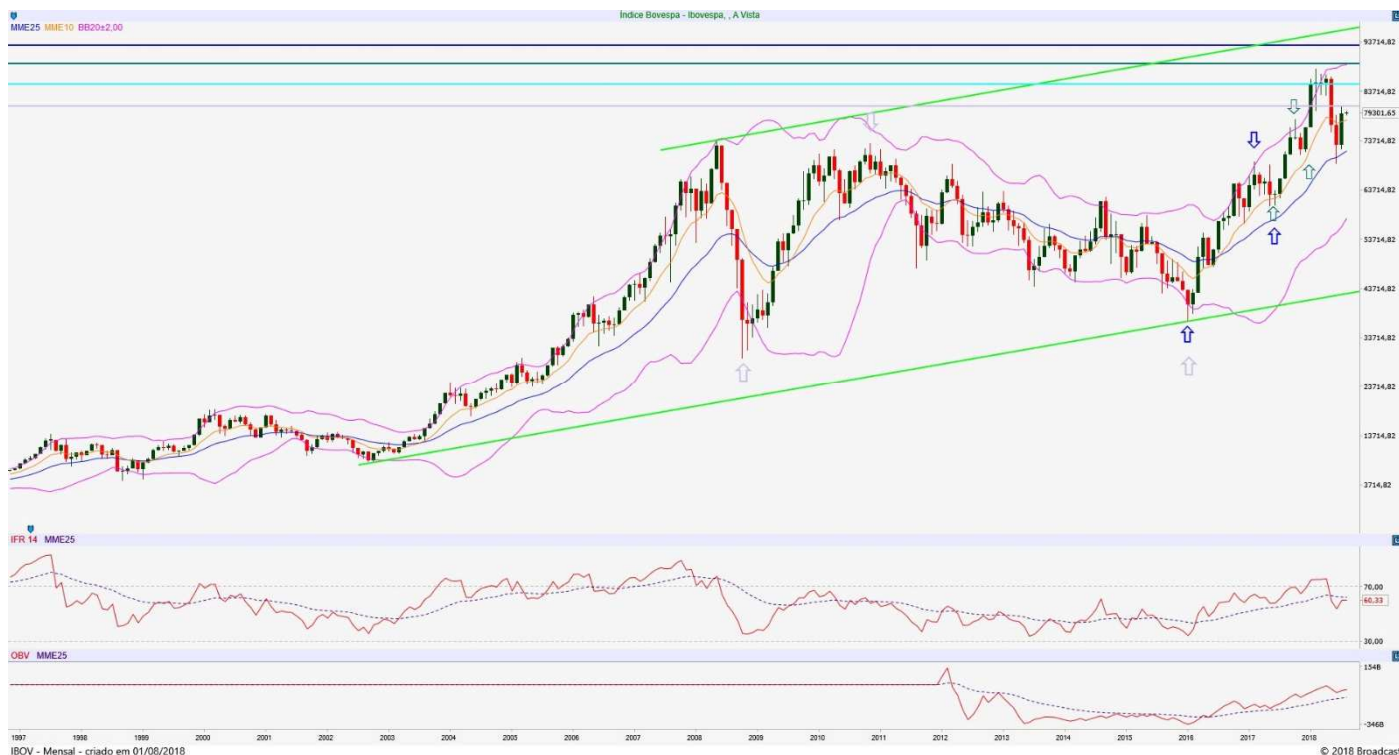 Índice Bovespa - Ibovespa, , A Vista
MME25 MME10 BB20±2,00
93714,82
83714,82
79301,65
73714,82
63714,82
53714,82
43714,82
33714,82
23714,82
13714,82
3714,82
IFR 14 MME25
70,00
60,33
30,00
OBV MME25
154B
-346B
1997 1998 1999 2000 2001 2002 2003 2004 2005 2006 2007 2008 2009 2010 2011 2012 2013 2014 2015 2016 2017 2018
IBOV - Mensal - criado em 01/08/2018
© 2018 Broadcast